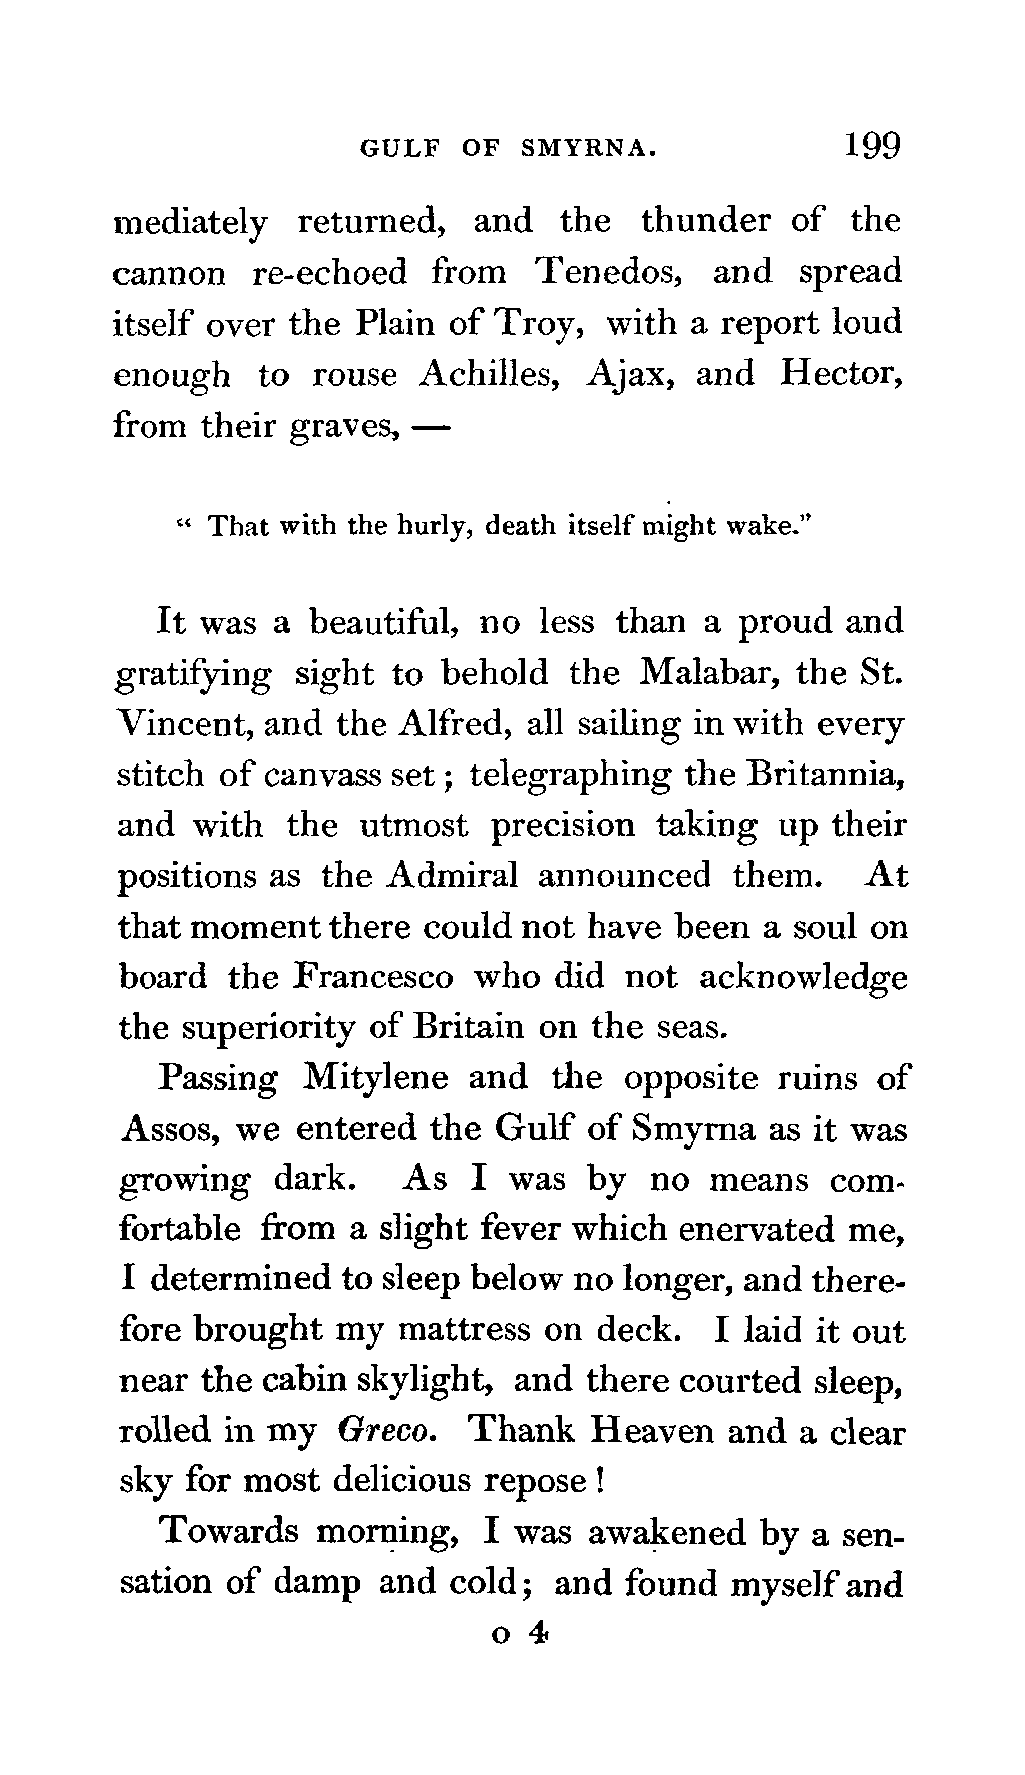 GULF OF SMYRNA. 199
mediately returned, and the thunder of the
cannon re-echoed from Tenedos, and spread
itself over the Plain of Troy, with a report loud
enough to rouse Achilles, Ajax, and Hector,
from their graves, —
“ That with the hurly, death itself might wake.”
It was a beautiful, no less than a proud and
gratifying sight to behold the Malabar, the St.
Vincent, and the Alfred, all sailing in with every
stitch of canvass set ; telegraphing the Britannia,
and with the utmost precision taking up their
positions as the Admiral announced them. At
that moment there could not have been a soul on
board the Francesco who did not acknowledge
the superiority of Britain on the seas.
Passing Mitylene and the opposite ruins of
Assos, we entered the Gulf of Smyrna as it was
growing dark. As I was by no means com-
fortable from a slight fever which enervated me,
I determined to sleep below no longer, and there-
fore brought my mattress on deck. I laid it out
near the cabin skylight, and there courted sleep,
rolled in my Greco. Thank Heaven and a clear
sky for most delicious repose !
Towards morning, I was awakened by a sen-
sation of damp and cold; and found myself and
o 4